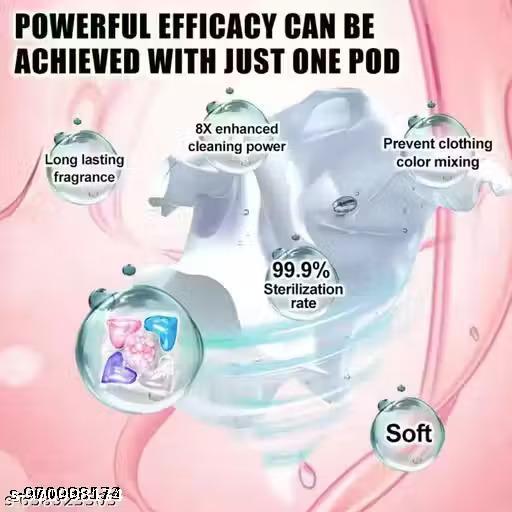 POWERFUL EFFICACY CAN BE
ACHIEVED WITH JUST ONE POD
8X enhanced
cleaning power
Long lasting
fragrance
Prevent clothing
color mixing
99.9%
Sterilization
rate
Soft